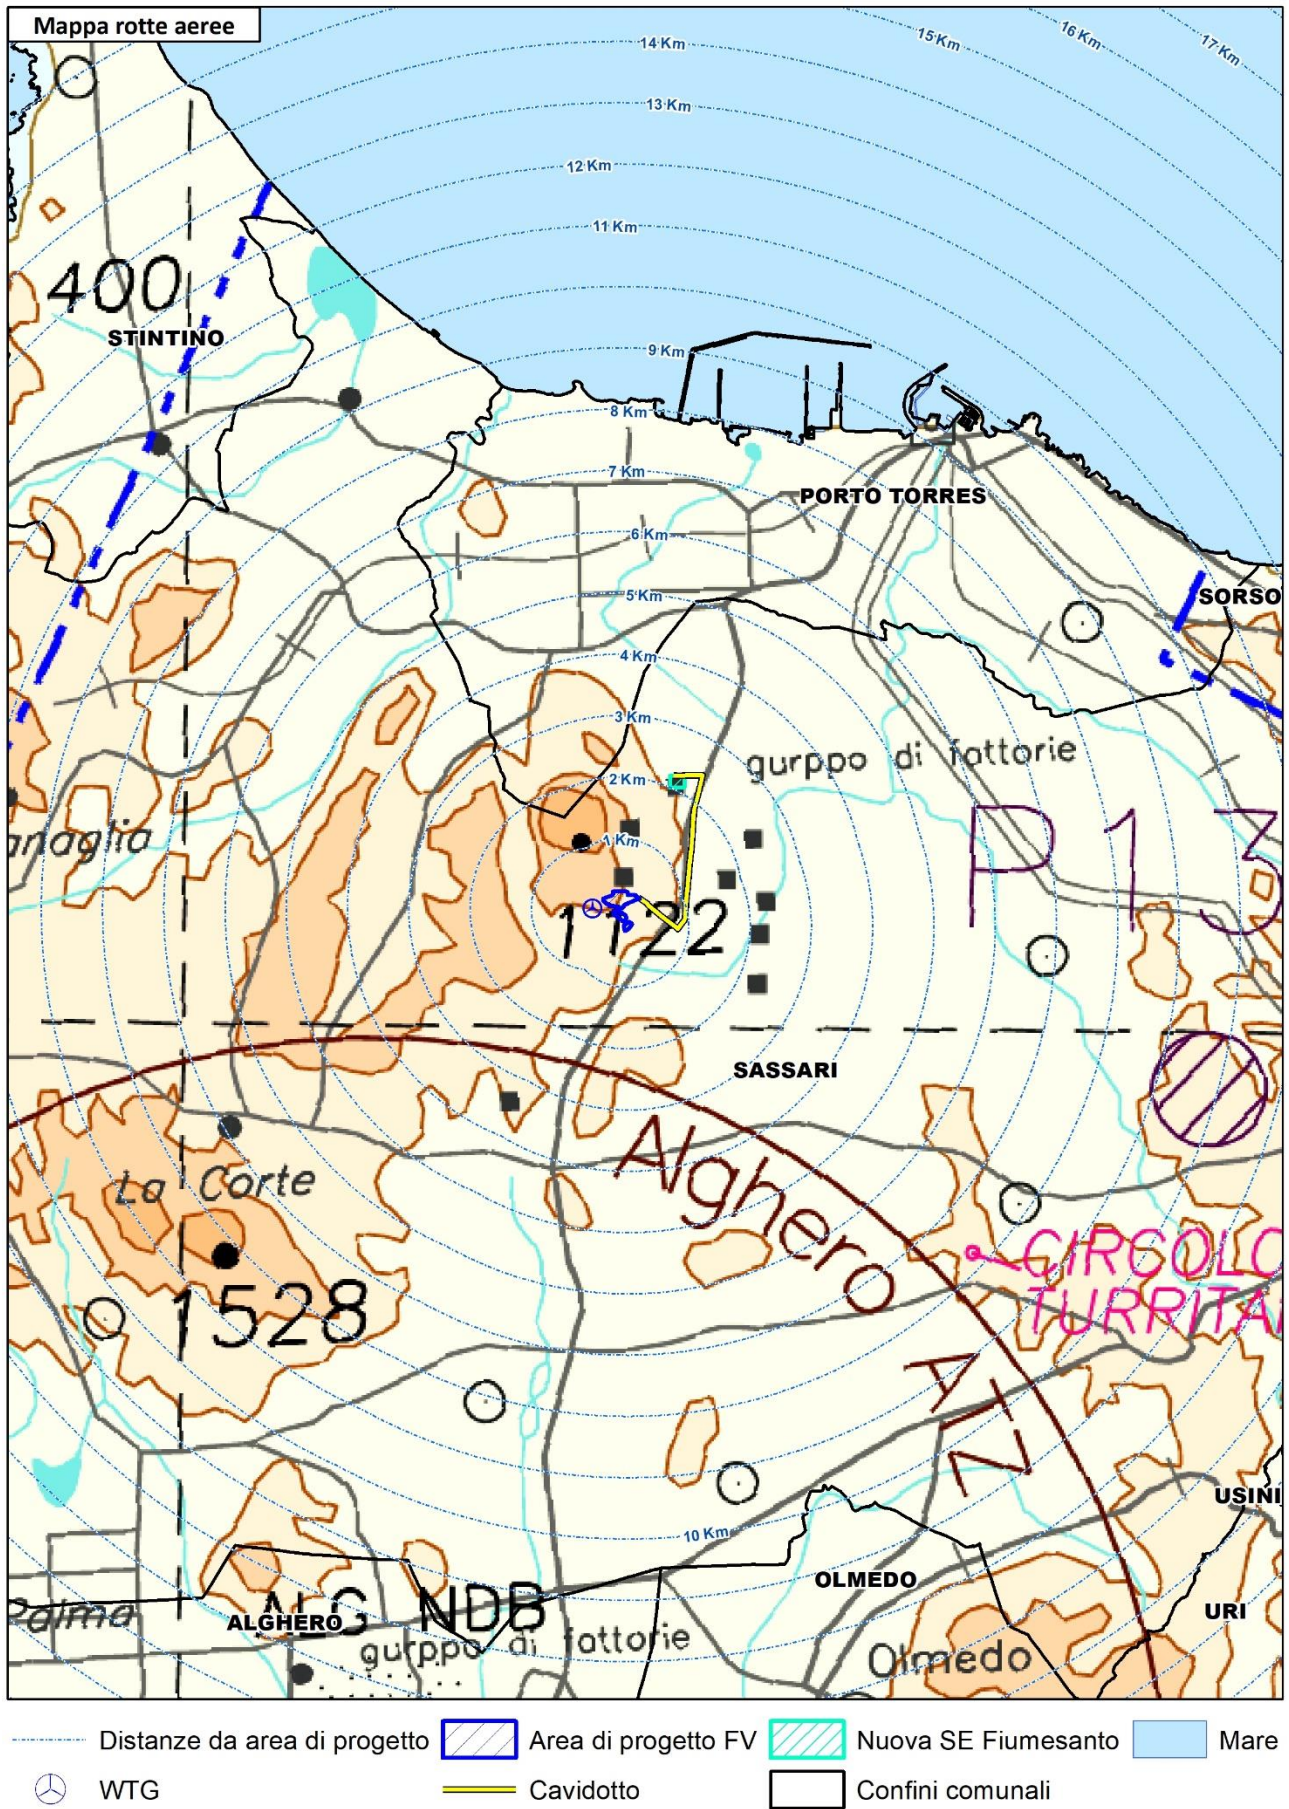 Mappa rotte aeree
14 Km
15 Km
16 Km
17 Km
13 Km
12 Km
11 Km
400
STINTINO
9 Km
8 Km
7 Km
PORTO TORRES
6 Km
5 Km
SORSO
4 Km
3 Km
gurppo di fattorie
2 Km
anaglia
1 Km
P 13
1122
SASSARI
Alghero
La Corte
CIRCOLO
TURRITA
1528
ATZ
USINI
10 Km
OLMEDO
Palma
ALG NDB
ALGHERO
URI
gurppo di fattorie
Olmedo
Distanze da area di progetto
Area di progetto FV
Nuova SE Fiumesanto
Mare
WTG
Cavidotto
Confini comunali